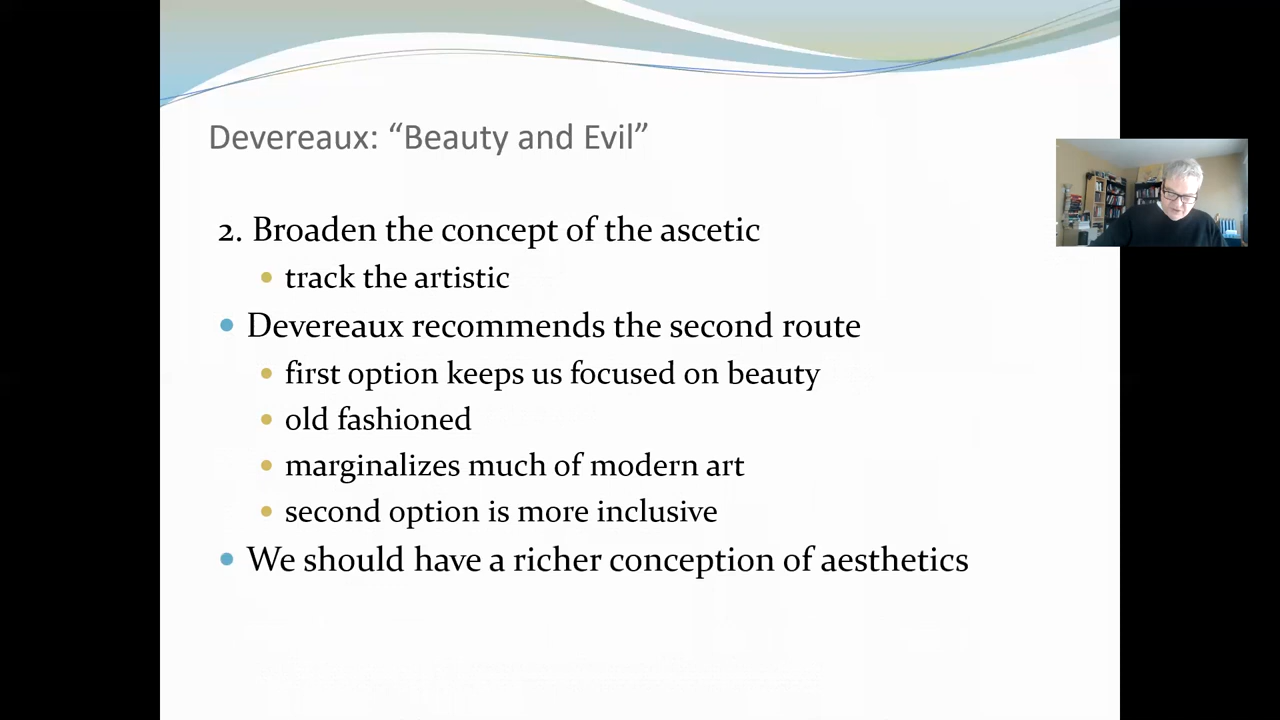 Devereaux: “Beauty and Evil”
2. Broaden the concept of the ascetic
track the artistic
Devereaux recommends the second route
first option keeps us focused on beauty
old fashioned
marginalizes much of modern art
second option is more inclusive
We should have a richer conception of aesthetics